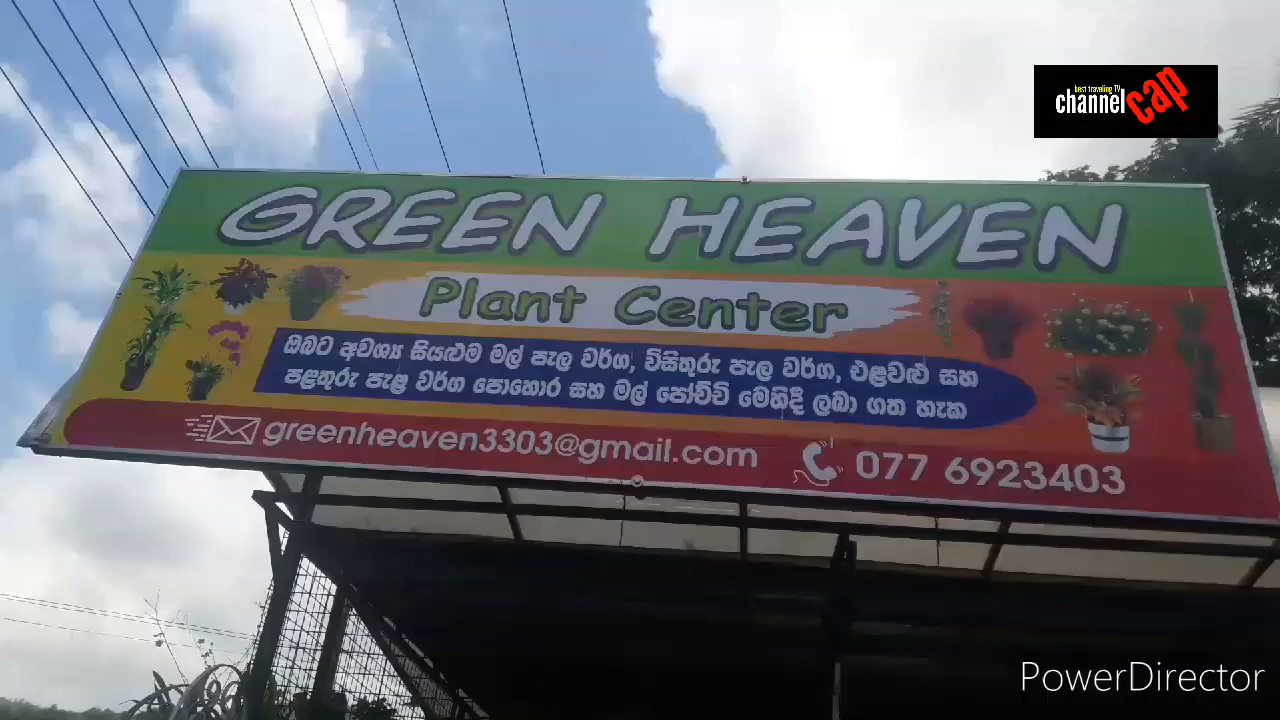 best traveling TV
channel cap
GREEN HEAVEN
Plant Center
ඔබට අවශ්‍ය සියළුම මල් පැල වර්ග, විසිතුරු පැල වර්ග, එළවළු සහ
පළතුරු පැළ වර්ග පොහොර සහ මල් පෝච්චි මෙහිදී ලබා ගත හැක
greenheaven3303@gmail.com
077 6923403
PowerDirector